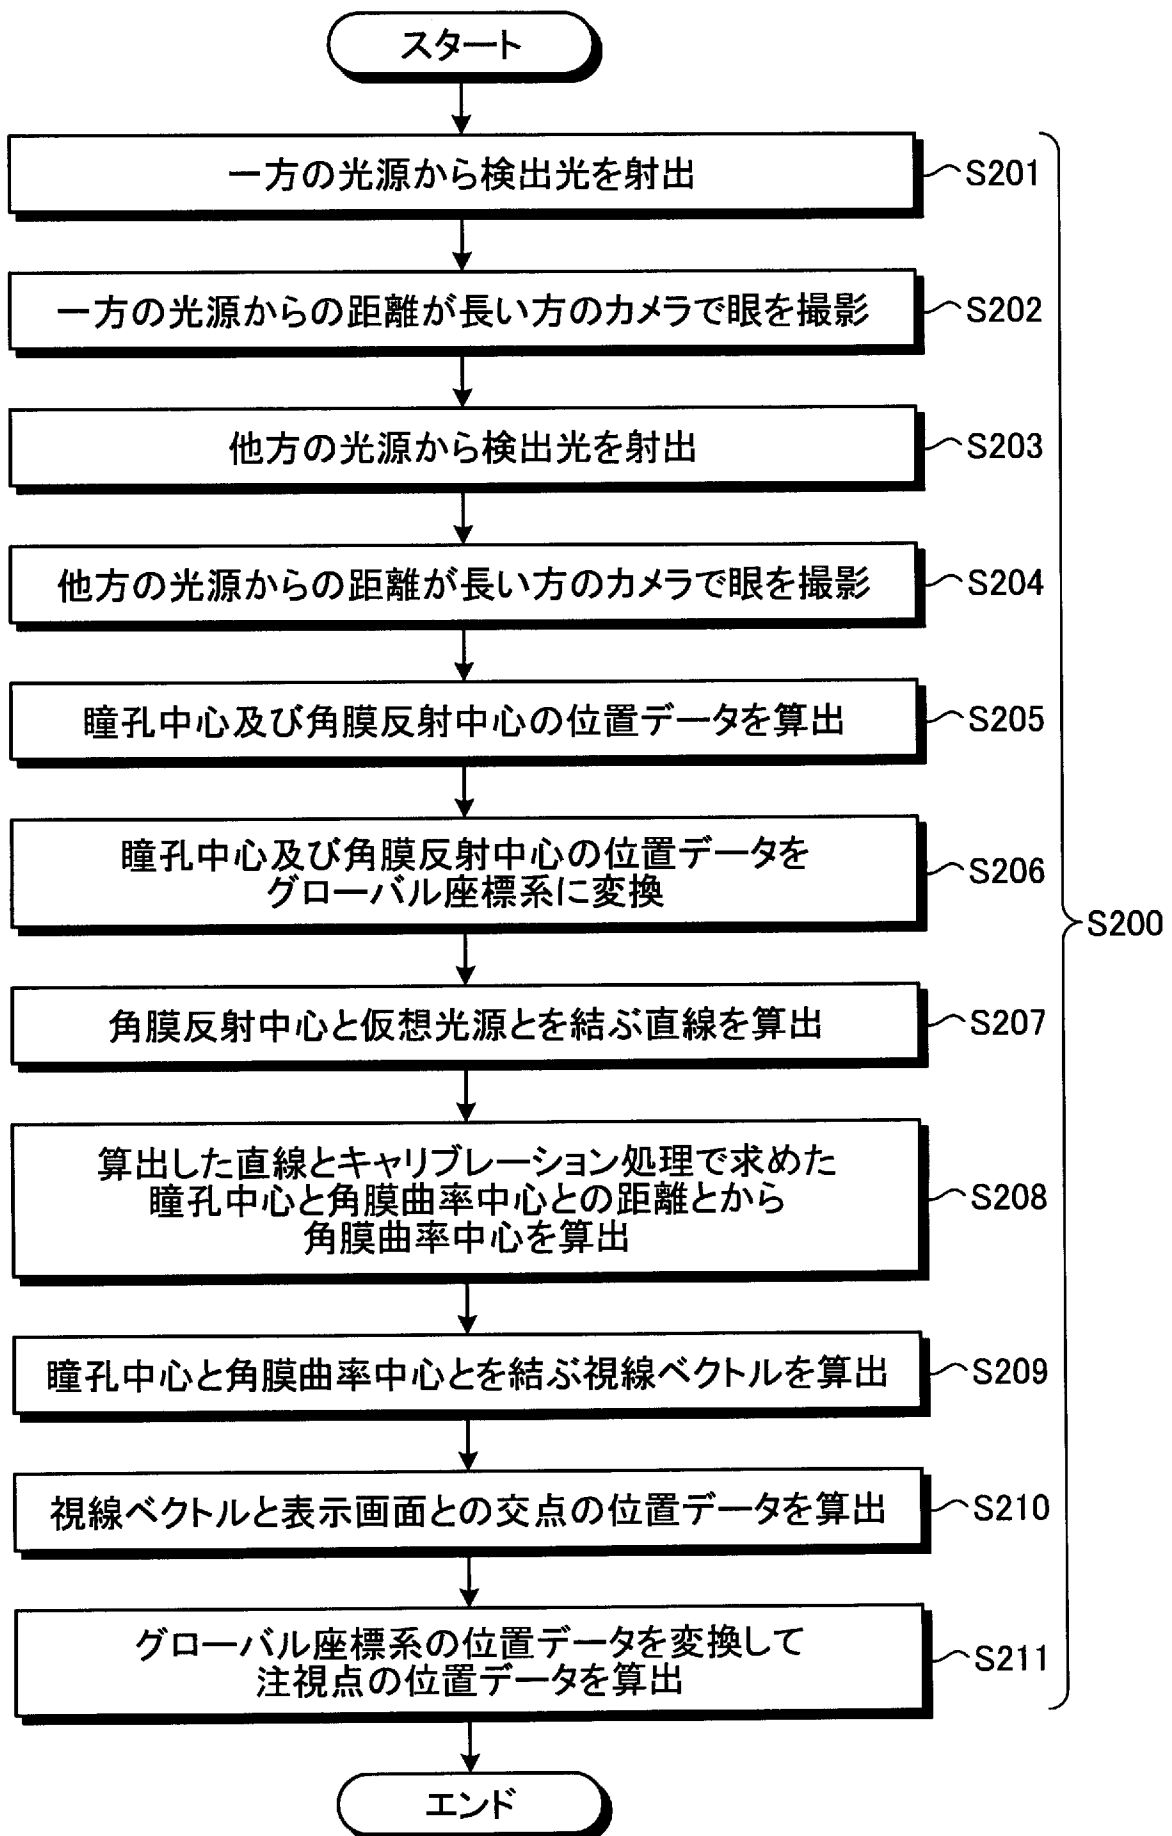 スタート
一方の光源から検出光を射出
S201
一方の光源からの距離が長い方のカメラで眼を撮影
S202
他方の光源から検出光を射出
S203
他方の光源からの距離が長い方のカメラで眼を撮影
S204
瞳孔中心及び角膜反射中心の位置データを算出
S205
瞳孔中心及び角膜反射中心の位置データを
グローバル座標系に変換
S206
S200
角膜反射中心と仮想光源とを結ぶ直線を算出
S207
算出した直線とキャリブレーション処理で求めた
瞳孔中心と角膜曲率中心との距離とから
角膜曲率中心を算出
S208
瞳孔中心と角膜曲率中心とを結ぶ視線ベクトルを算出
S209
視線ベクトルと表示画面との交点の位置データを算出
S210
グローバル座標系の位置データを変換して
注視点の位置データを算出
S211
エンド